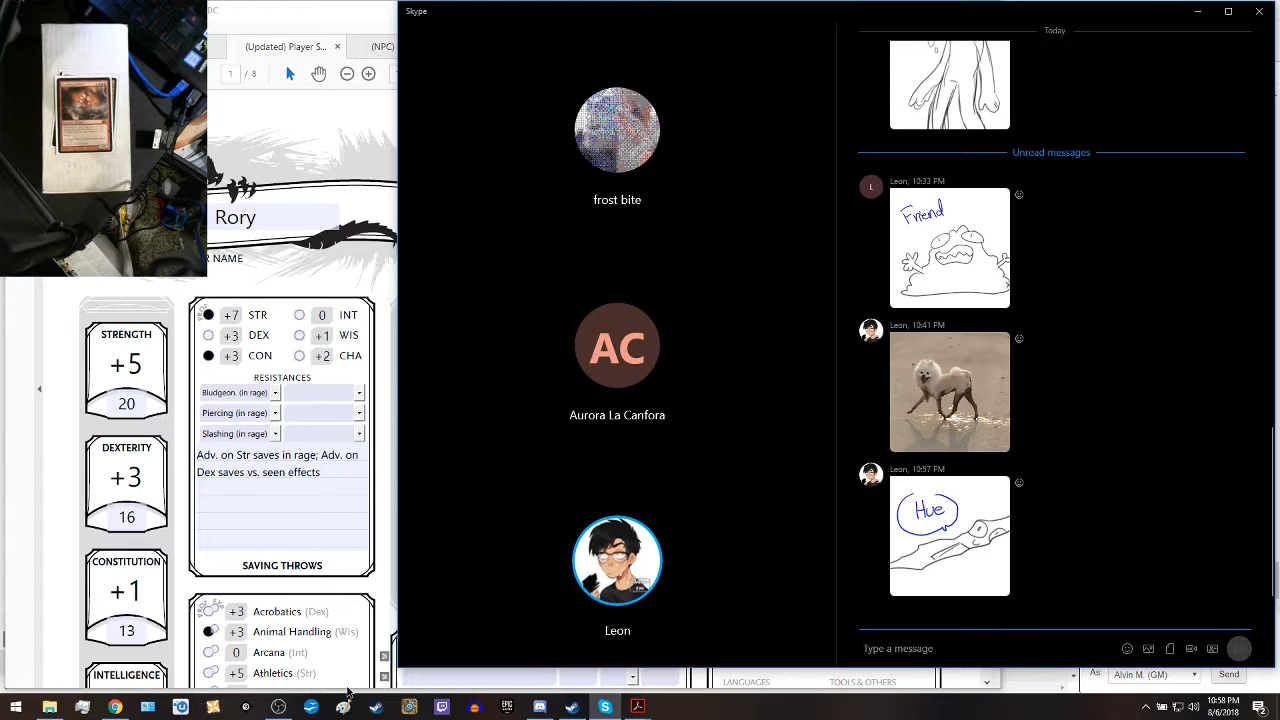 DC
Skype
(Updated) Player S...
(NPC)
1 / 8
Rory
R NAME
STRENGTH
+5
20
DEXTERITY
+3
16
CONSTITUTION
+1
13
INTELLIGENCE
+7 STR 0 INT
DEX +1 WIS
+3 CON +2 CHA
RESISTANCES
Bludgeon. (in rage)
Piercing (in rage)
Slashing (in rage)
Adv. on Str saves in rage; Adv. on
Dex saves vs. seen effects
SAVING THROWS
+3 Acrobatics (Dex)
+3 Animal Handling (Wis)
0 Arcana (Int)
+5 Athletics (Str)
frost bite
AC
Aurora La Canfora
Leon
Today
Unread messages
L
Leon, 10:33 PM
Friend
Leon, 10:41 PM
Leon, 10:57 PM
Hue
Type a message
LANGUAGES
TOOLS & OTHERS
As:
Alvin M. (GM)
Send
EPIC
10:58 PM
8/6/2018
2